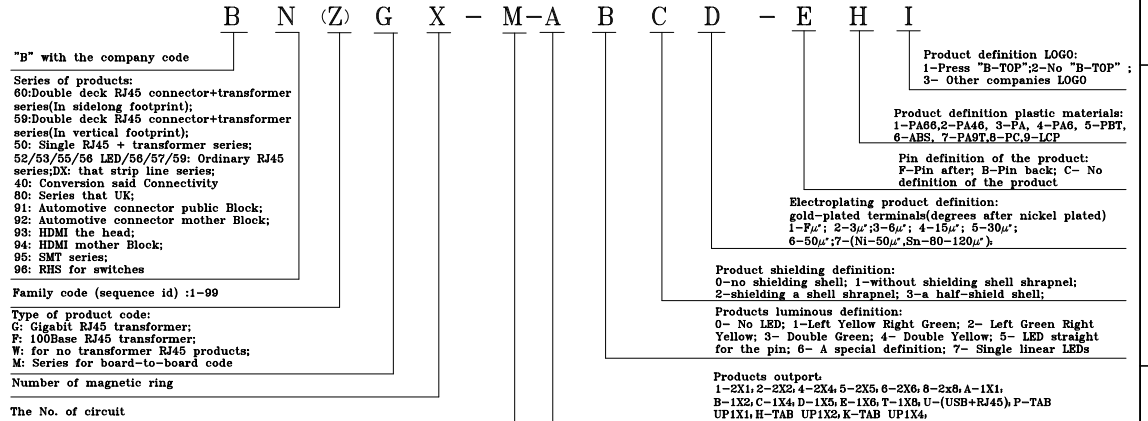 B N (Z) G X - M-A B C D - E H I
"B" with the company code
Series of products:
60:Double deck RJ45 connector+transformer
series(In sidelong footprint);
59:Double deck RJ45 connector+transformer
series(In vertical footprint);
50: Single RJ45 + transformer series;
52/53/55/56 LED/56/57/59: Ordinary RJ45
series;DX: that strip line series;
40: Conversion said Connectivity
80: Series that UK;
91: Automotive connector public Block;
92: Automotive connector mother Block;
93: HDMI the head;
94: HDMI mother Block;
95: SMT series;
96: RHS for switches
Family code (sequence id) :1-99
Type of product code:
G: Gigabit RJ45 transformer;
F: 100Base RJ45 transformer;
W: for no transformer RJ45 products;
M: Series for board-to-board code
Number of magnetic ring
The No. of circuit
Product definition LOGO:
1-Press "B-TOP";2-No "B-TOP" ;
3- Other companies LOGO
Product definition plastic materials:
1-PA66,2-PA46, 3-PA, 4-PA6, 5-PBT,
6-ABS, 7-PA9T,8-PC,9-LCP
Pin definition of the product:
F-Pin after; B-Pin back; C- No
definition of the product
Electroplating product definition:
gold-plated terminals(degrees after nickel plated)
1-Fμ"; 2-3μ";3-6μ"; 4-15μ"; 5-30μ";
6-50μ";7-(Ni-50μ",Sn-80-120μ");
Product shielding definition:
0-no shielding shell; 1-without shielding shell shrapnel;
2-shielding a shell shrapnel; 3-a half-shield shell;
Products luminous definition:
0- No LED; 1-Left Yellow Right Green; 2- Left Green Right
Yellow; 3- Double Green; 4- Double Yellow; 5- LED straight
for the pin; 6- A special definition; 7- Single linear LEDs
Products outport:
1-2X1; 2-2X2; 4-2X4; 5-2X5; 6-2X6; 8-2x8; A-1X1;
B-1X2; C-1X4; D-1X5; E-1X6; T-1X8; U-(USB+RJ45); P-TAB
UP1X1; H-TAB UP1X2; K-TAB UP1X4;